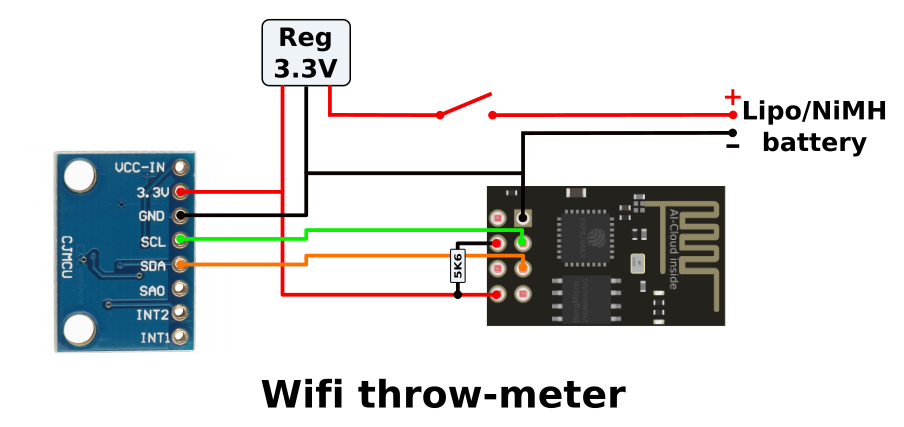 Reg
3.3V
+
Lipo/NiMH
battery
–
VCC-IN
3.3V
GND
SCL
SDA
SAO
INT2
INT1
CJMCU
5K6
AI-Cloud inside
Wifi throw-meter